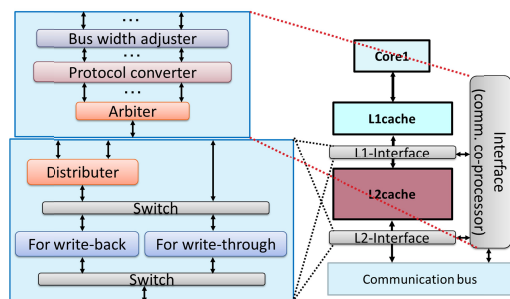 ...
Bus width adjuster
...
Protocol converter
...
Arbiter
Distributer
Switch
For write-back
For write-through
Switch
Core1
L1cache
L1-Interface
L2cache
L2-Interface
Communication bus
Interface
(comm. co-processor)